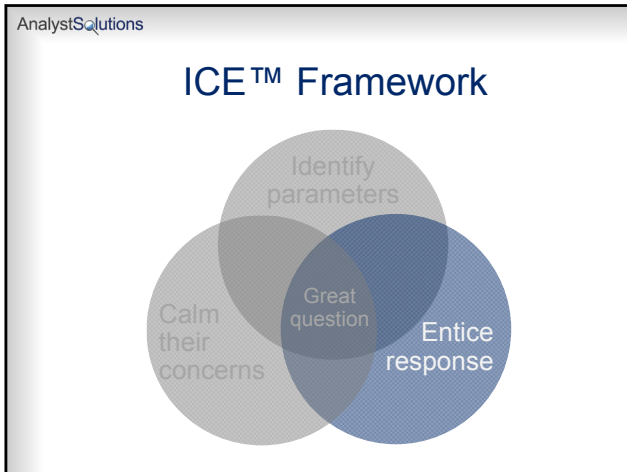 AnalystSolutions
ICE™ Framework
Identify
parameters
Great
question
Calm
their
concerns
Entice
response